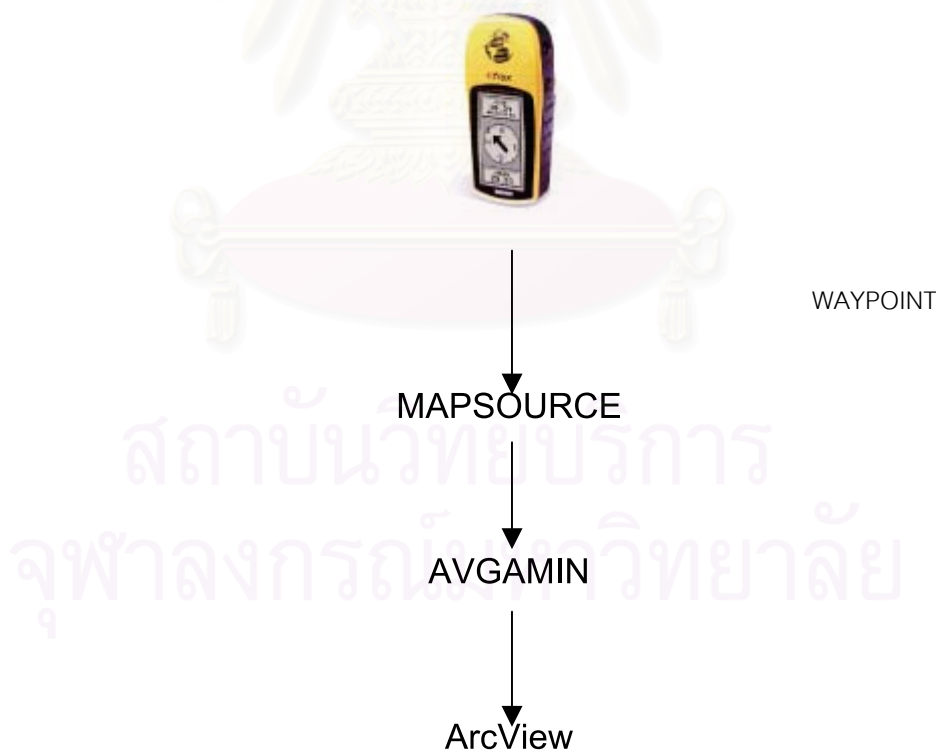 eTrex
WAYPOINT
MAPSOURCE
สถาบันวิทยบริการ
จุฬาลงกรณ์มหาวิทยาลัย
AVGAMIN
ArcView